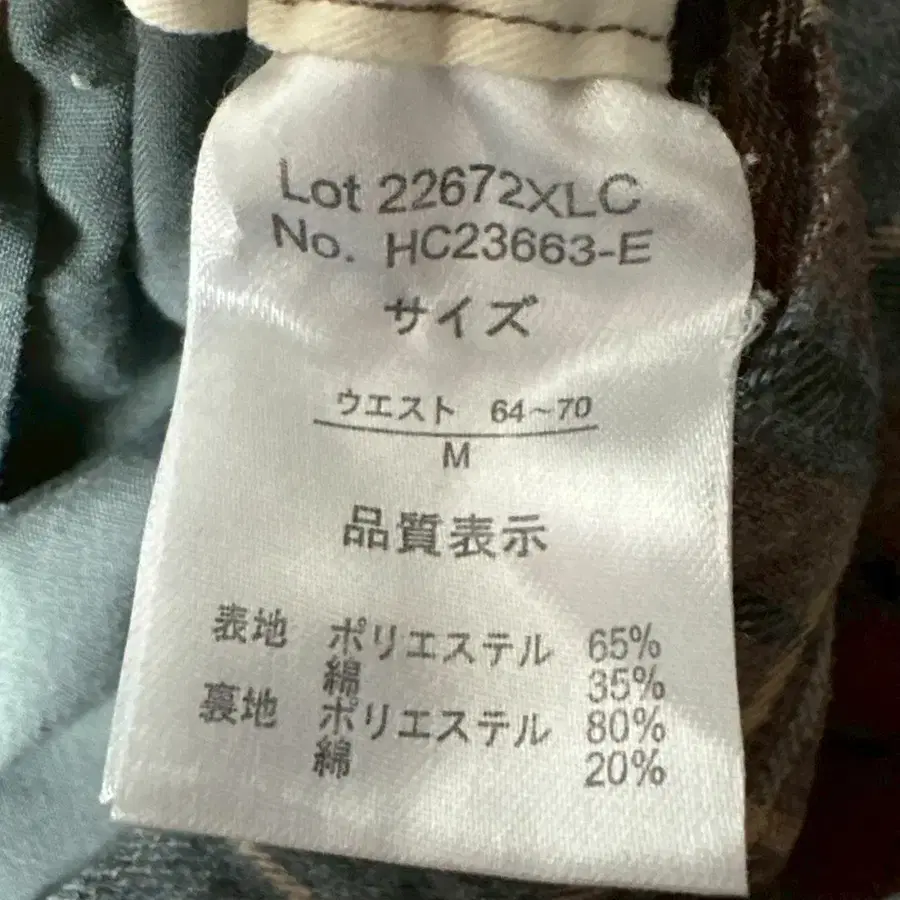 Lot 22672XLC
No. HC23663-E
サイズ
ウエスト 64~70
M
品質表示
表地 ポリエステル 65%
綿 35%
裏地 ポリエステル 80%
綿 20%